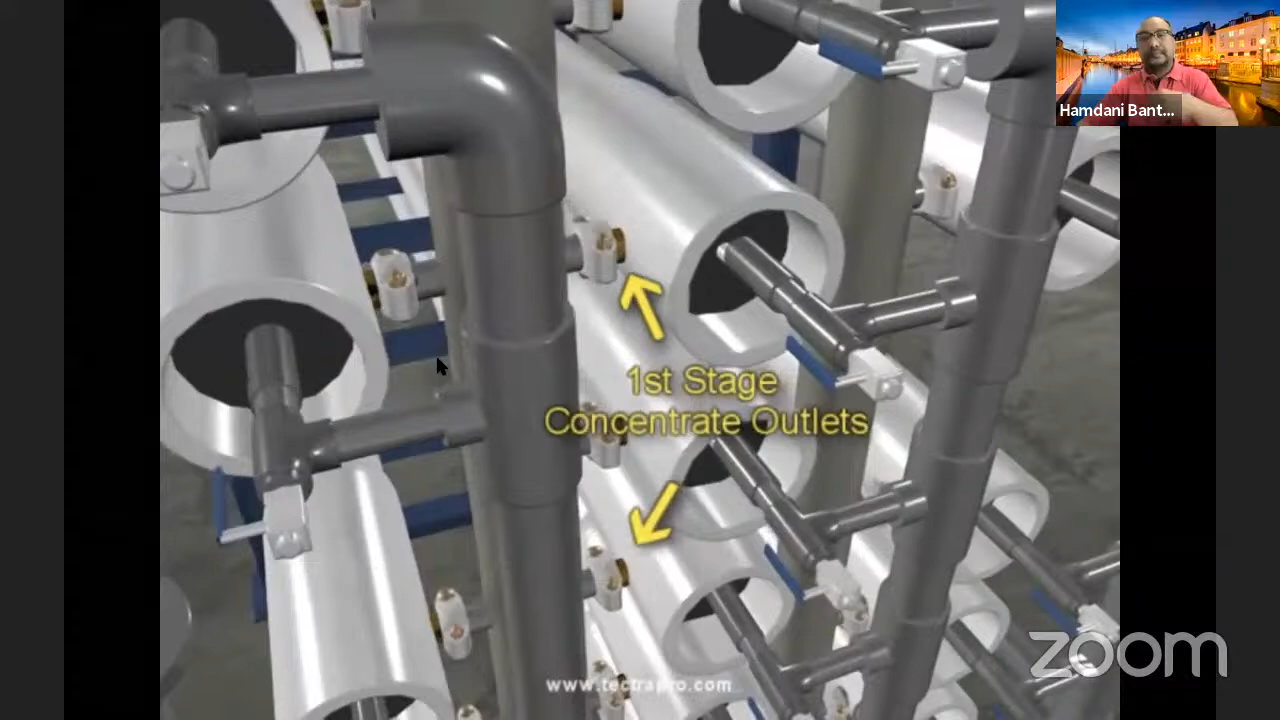 Hamdani Bant...
1st Stage
Concentrate Outlets
www.tectrapro.com
zoom